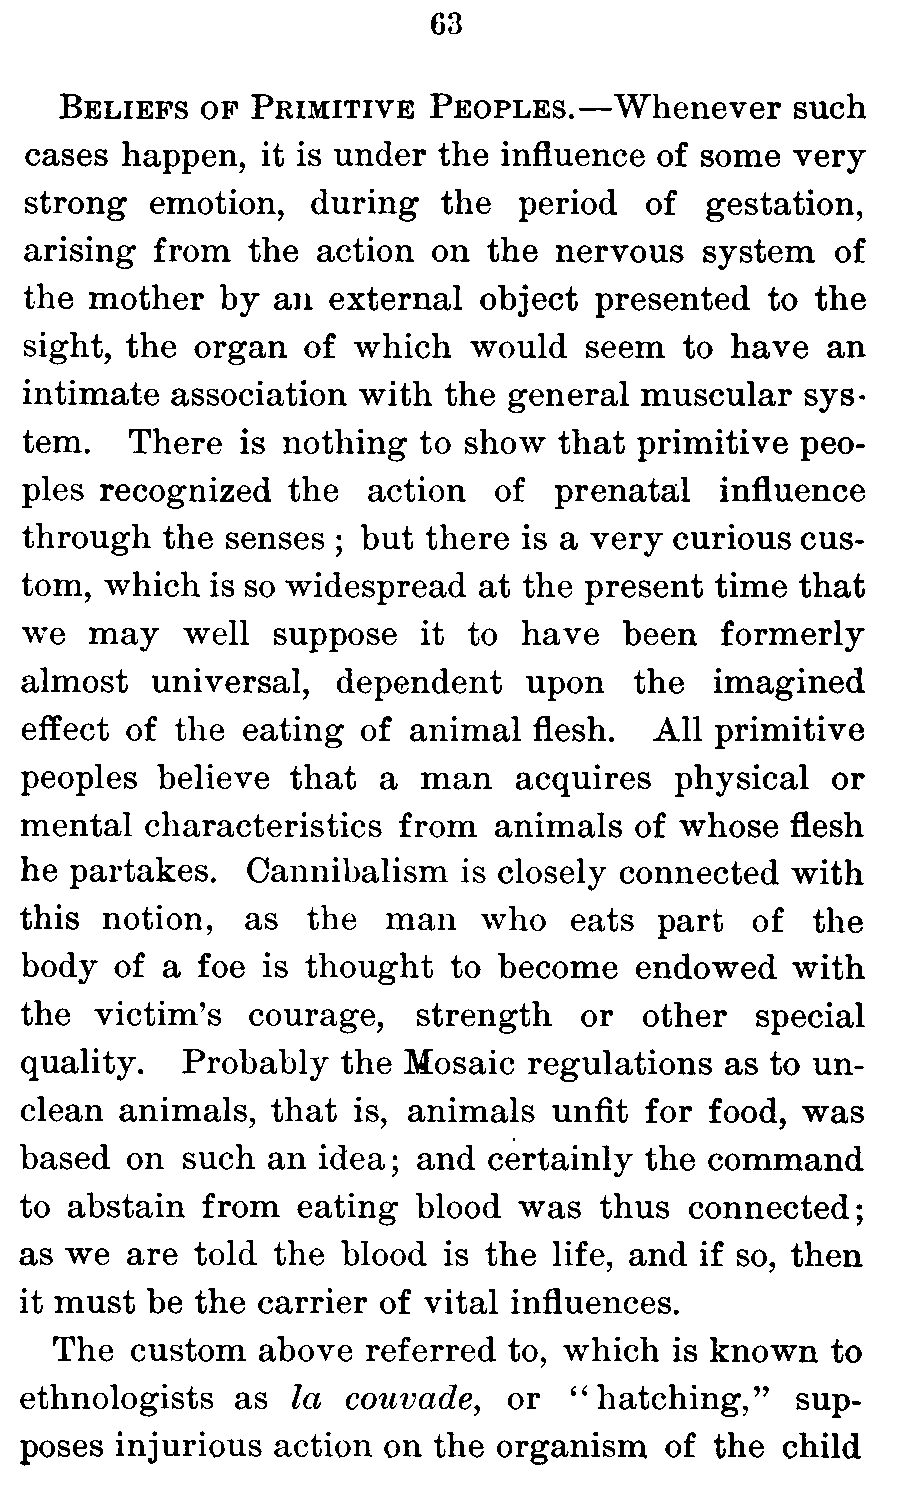 63
BELIEFS OF PRIMITIVE PEOPLES.—Whenever such
cases happen, it is under the influence of some very
strong emotion, during the period of gestation,
arising from the action on the nervous system of
the mother by an external object presented to the
sight, the organ of which would seem to have an
intimate association with the general muscular sys-
tem. There is nothing to show that primitive peo-
ples recognized the action of prenatal influence
through the senses ; but there is a very curious cus-
tom, which is so widespread at the present time that
we may well suppose it to have been formerly
almost universal, dependent upon the imagined
effect of the eating of animal flesh. All primitive
peoples believe that a man acquires physical or
mental characteristics from animals of whose flesh
he partakes. Cannibalism is closely connected with
this notion, as the man who eats part of the
body of a foe is thought to become endowed with
the victim's courage, strength or other special
quality. Probably the Mosaic regulations as to un-
clean animals, that is, animals unfit for food, was
based on such an idea; and certainly the command
to abstain from eating blood was thus connected;
as we are told the blood is the life, and if so, then
it must be the carrier of vital influences.
The custom above referred to, which is known to
ethnologists as la couvade, or “hatching,” sup-
poses injurious action on the organism of the child